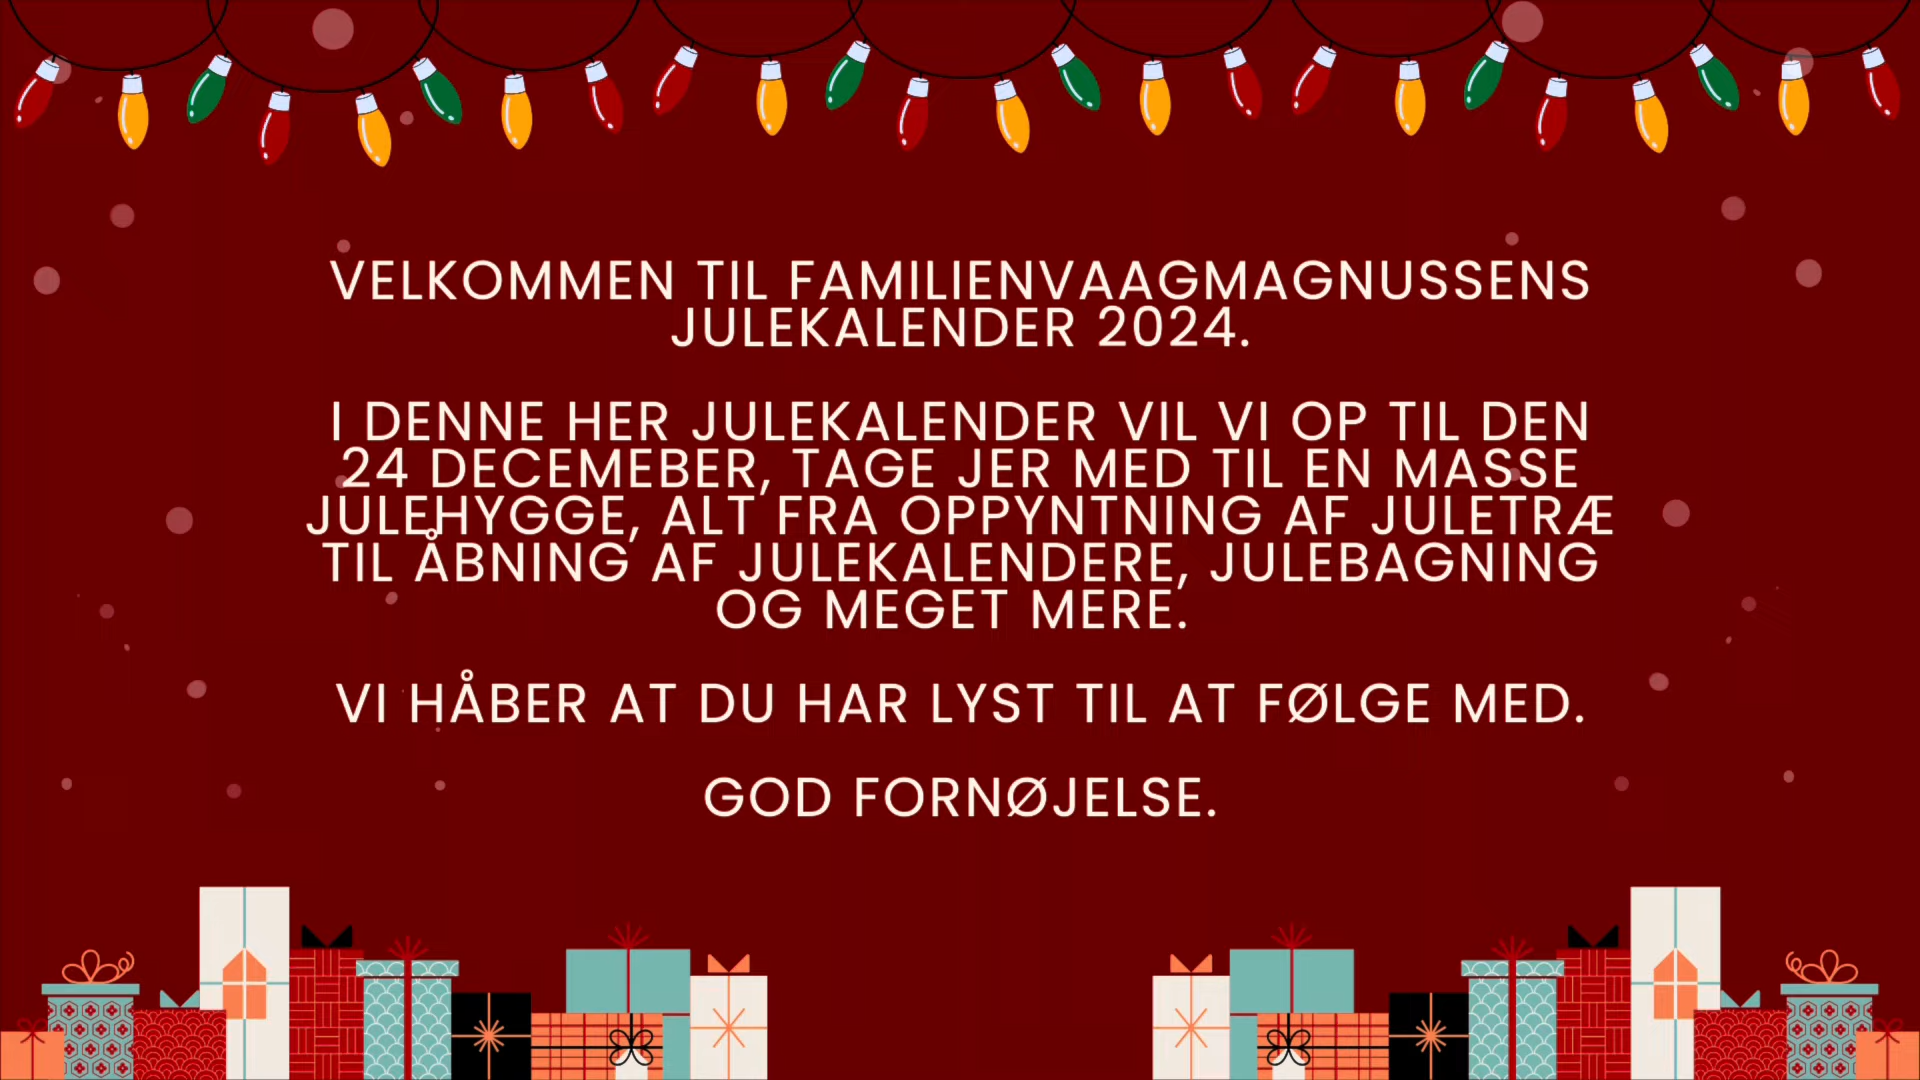 VELKOMMEN TIL FAMILIENVAAGMAGNUSSENS
JULEKALENDER 2024.
I DENNE HER JULEKALENDER VIL VI OP TIL DEN
24 DECEMEBER, TAGE JER MED TIL EN MASSE
JULEHYGGE, ALT FRA OPPYNTNING AF JULETRÆ
TIL ÅBNING AF JULEKALENDERE, JULEBAGNING
OG MEGET MERE.
VI HÅBER AT DU HAR LYST TIL AT FØLGE MED.
GOD FORNØJELSE.